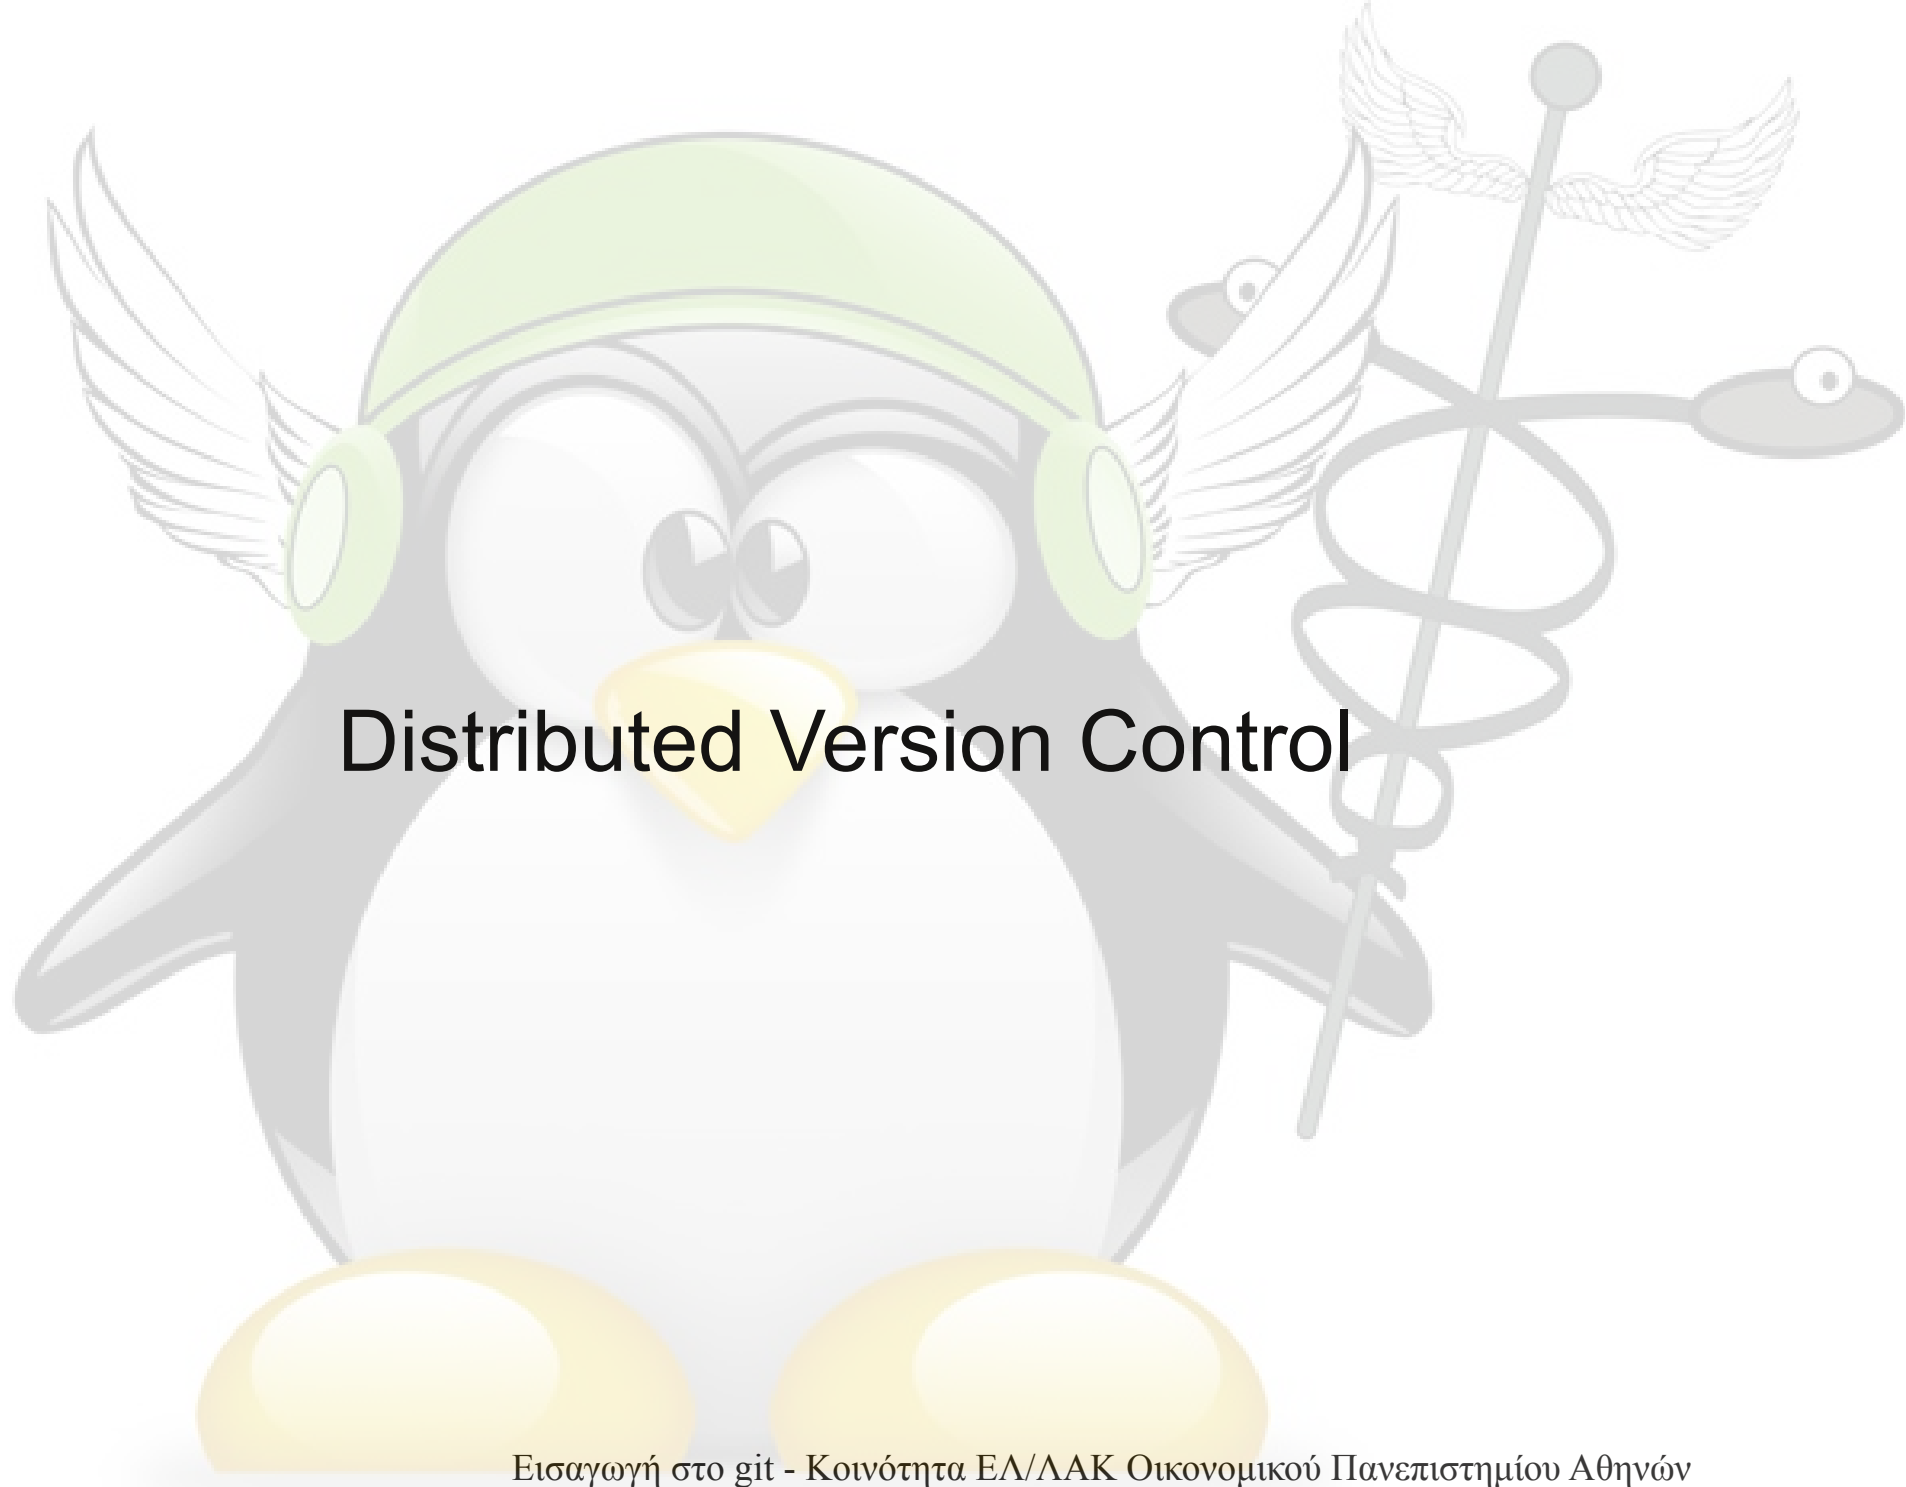 Distributed Version Control
Εισαγωγή στο git - Κοινότητα ΕΛ/ΛΑΚ Οικονομικού Πανεπιστημίου Αθηνών